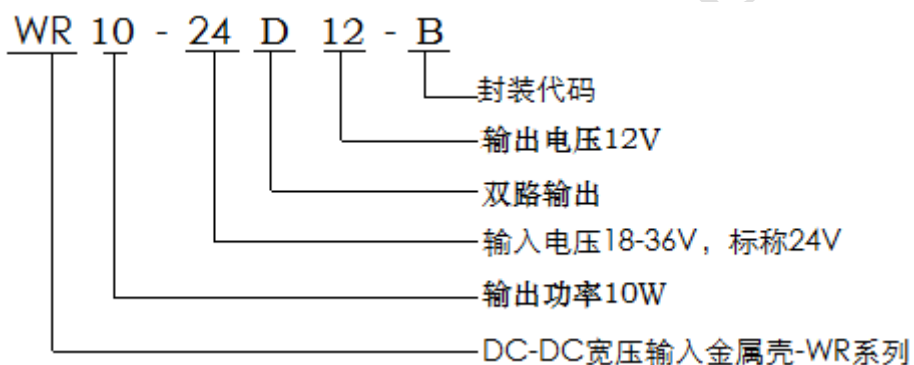 WR 10 - 24 D 12 - B
封装代码
输出电压12V
双路输出
输入电压18-36V，标称24V
输出功率10W
DC-DC宽压输入金属壳-WR系列